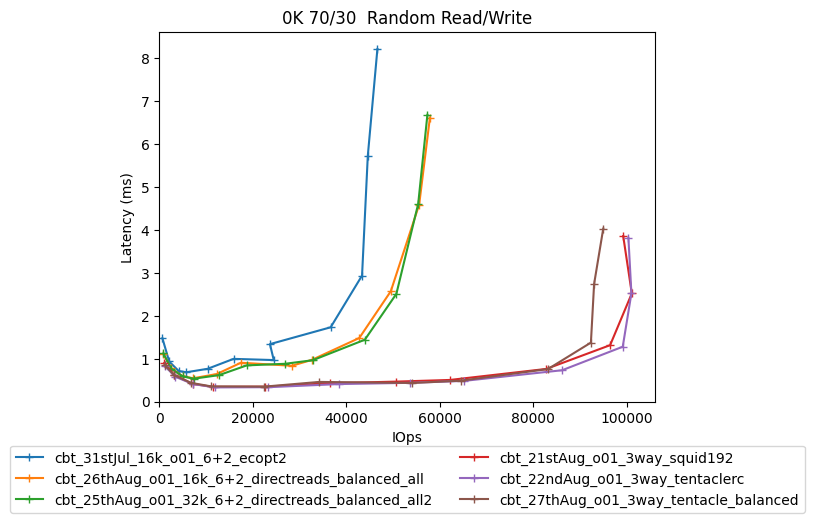 0K 70/30 Random Read/Write
Latency (ms)
8
7
6
5
4
3
2
1
0
0 20000 40000 60000 80000 100000
IOps
cbt_31stJul_16k_o01_6+2_ecopt2
cbt_26thAug_o01_16k_6+2_directreads_balanced_all
cbt_25thAug_o01_32k_6+2_directreads_balanced_all2
cbt_21stAug_o01_3way_squid192
cbt_22ndAug_o01_3way_tentaclerc
cbt_27thAug_o01_3way_tentacle_balanced